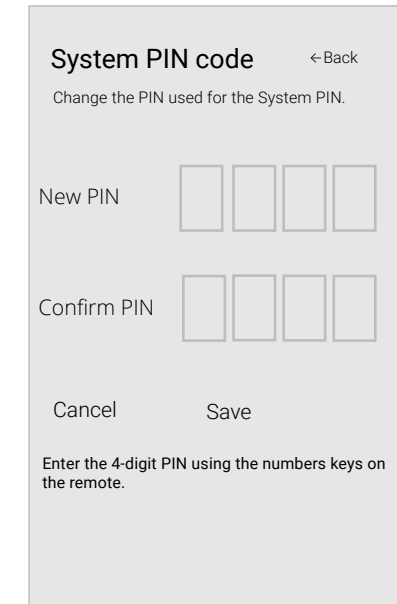 System PIN code
←Back
Change the PIN used for the System PIN.
New PIN
Confirm PIN
Cancel
Save
Enter the 4-digit PIN using the numbers keys on
the remote.